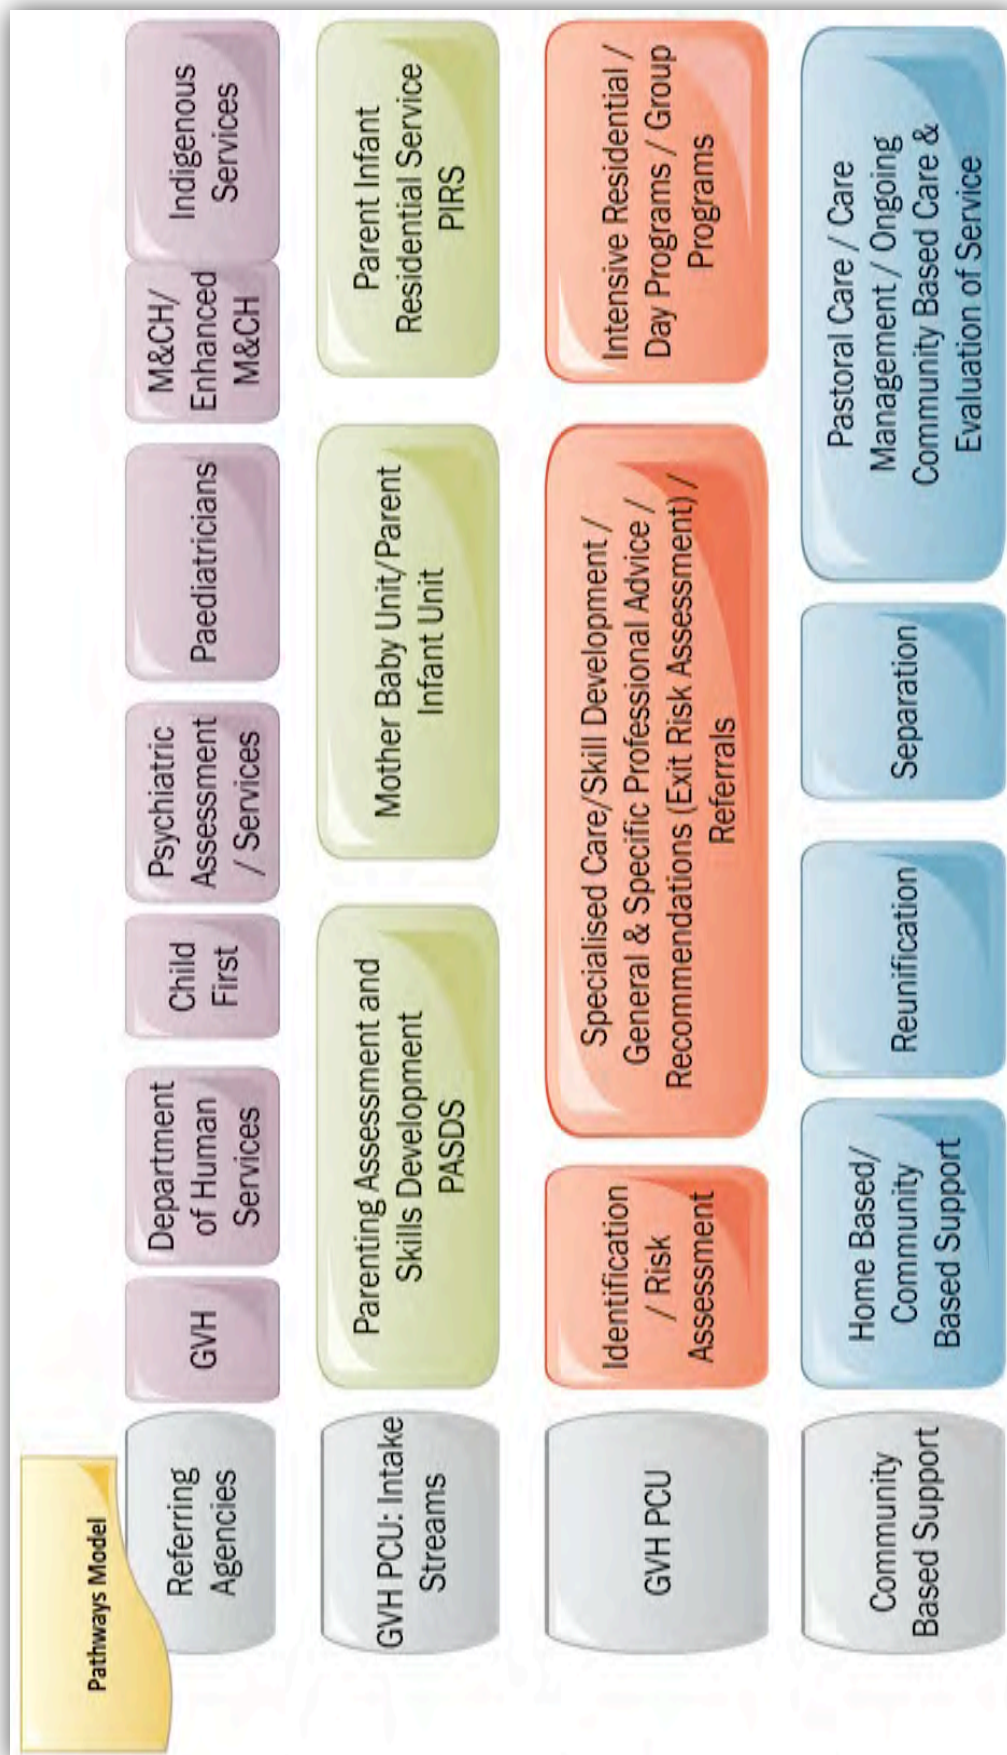 Pathways Model
Referring
Agencies
GVH
Department
of Human
Services
Child
First
Psychiatric
Assessment
/ Services
Paediatricians
M&CH/
Enhanced
M&CH
Indigenous
Services
GVH PCU: Intake
Streams
Parenting Assessment and
Skills Development
PASDS
Mother Baby Unit/Parent
Infant Unit
Parent Infant
Residential Service
PIRS
GVH PCU
Identification
/ Risk
Assessment
Specialised Care/Skill Development /
General & Specific Professional Advice /
Recommendations (Exit Risk Assessment) /
Referrals
Intensive Residential /
Day Programs / Group
Programs
Community
Based Support
Home Based/
Community
Based Support
Reunification
Separation
Pastoral Care / Care
Management / Ongoing
Community Based Care &
Evaluation of Service